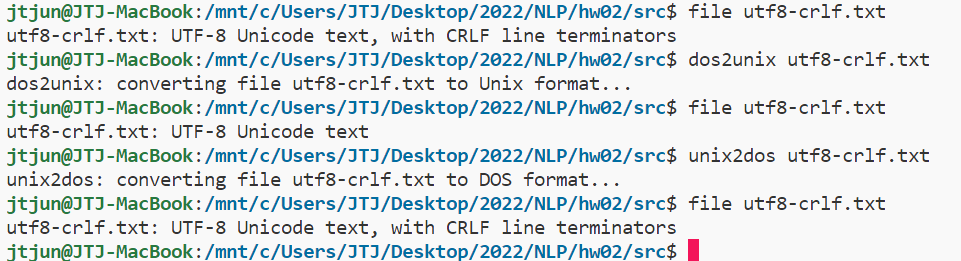 jtjun@JTJ-MacBook:/mnt/c/Users/JTJ/Desktop/2022/NLP/hw02/src$ file utf8-crlf.txt
utf8-crlf.txt: UTF-8 Unicode text, with CRLF line terminators
jtjun@JTJ-MacBook:/mnt/c/Users/JTJ/Desktop/2022/NLP/hw02/src$ dos2unix utf8-crlf.txt
dos2unix: converting file utf8-crlf.txt to Unix format...
jtjun@JTJ-MacBook:/mnt/c/Users/JTJ/Desktop/2022/NLP/hw02/src$ file utf8-crlf.txt
utf8-crlf.txt: UTF-8 Unicode text
jtjun@JTJ-MacBook:/mnt/c/Users/JTJ/Desktop/2022/NLP/hw02/src$ unix2dos utf8-crlf.txt
unix2dos: converting file utf8-crlf.txt to DOS format...
jtjun@JTJ-MacBook:/mnt/c/Users/JTJ/Desktop/2022/NLP/hw02/src$ file utf8-crlf.txt
utf8-crlf.txt: UTF-8 Unicode text, with CRLF line terminators
jtjun@JTJ-MacBook:/mnt/c/Users/JTJ/Desktop/2022/NLP/hw02/src$